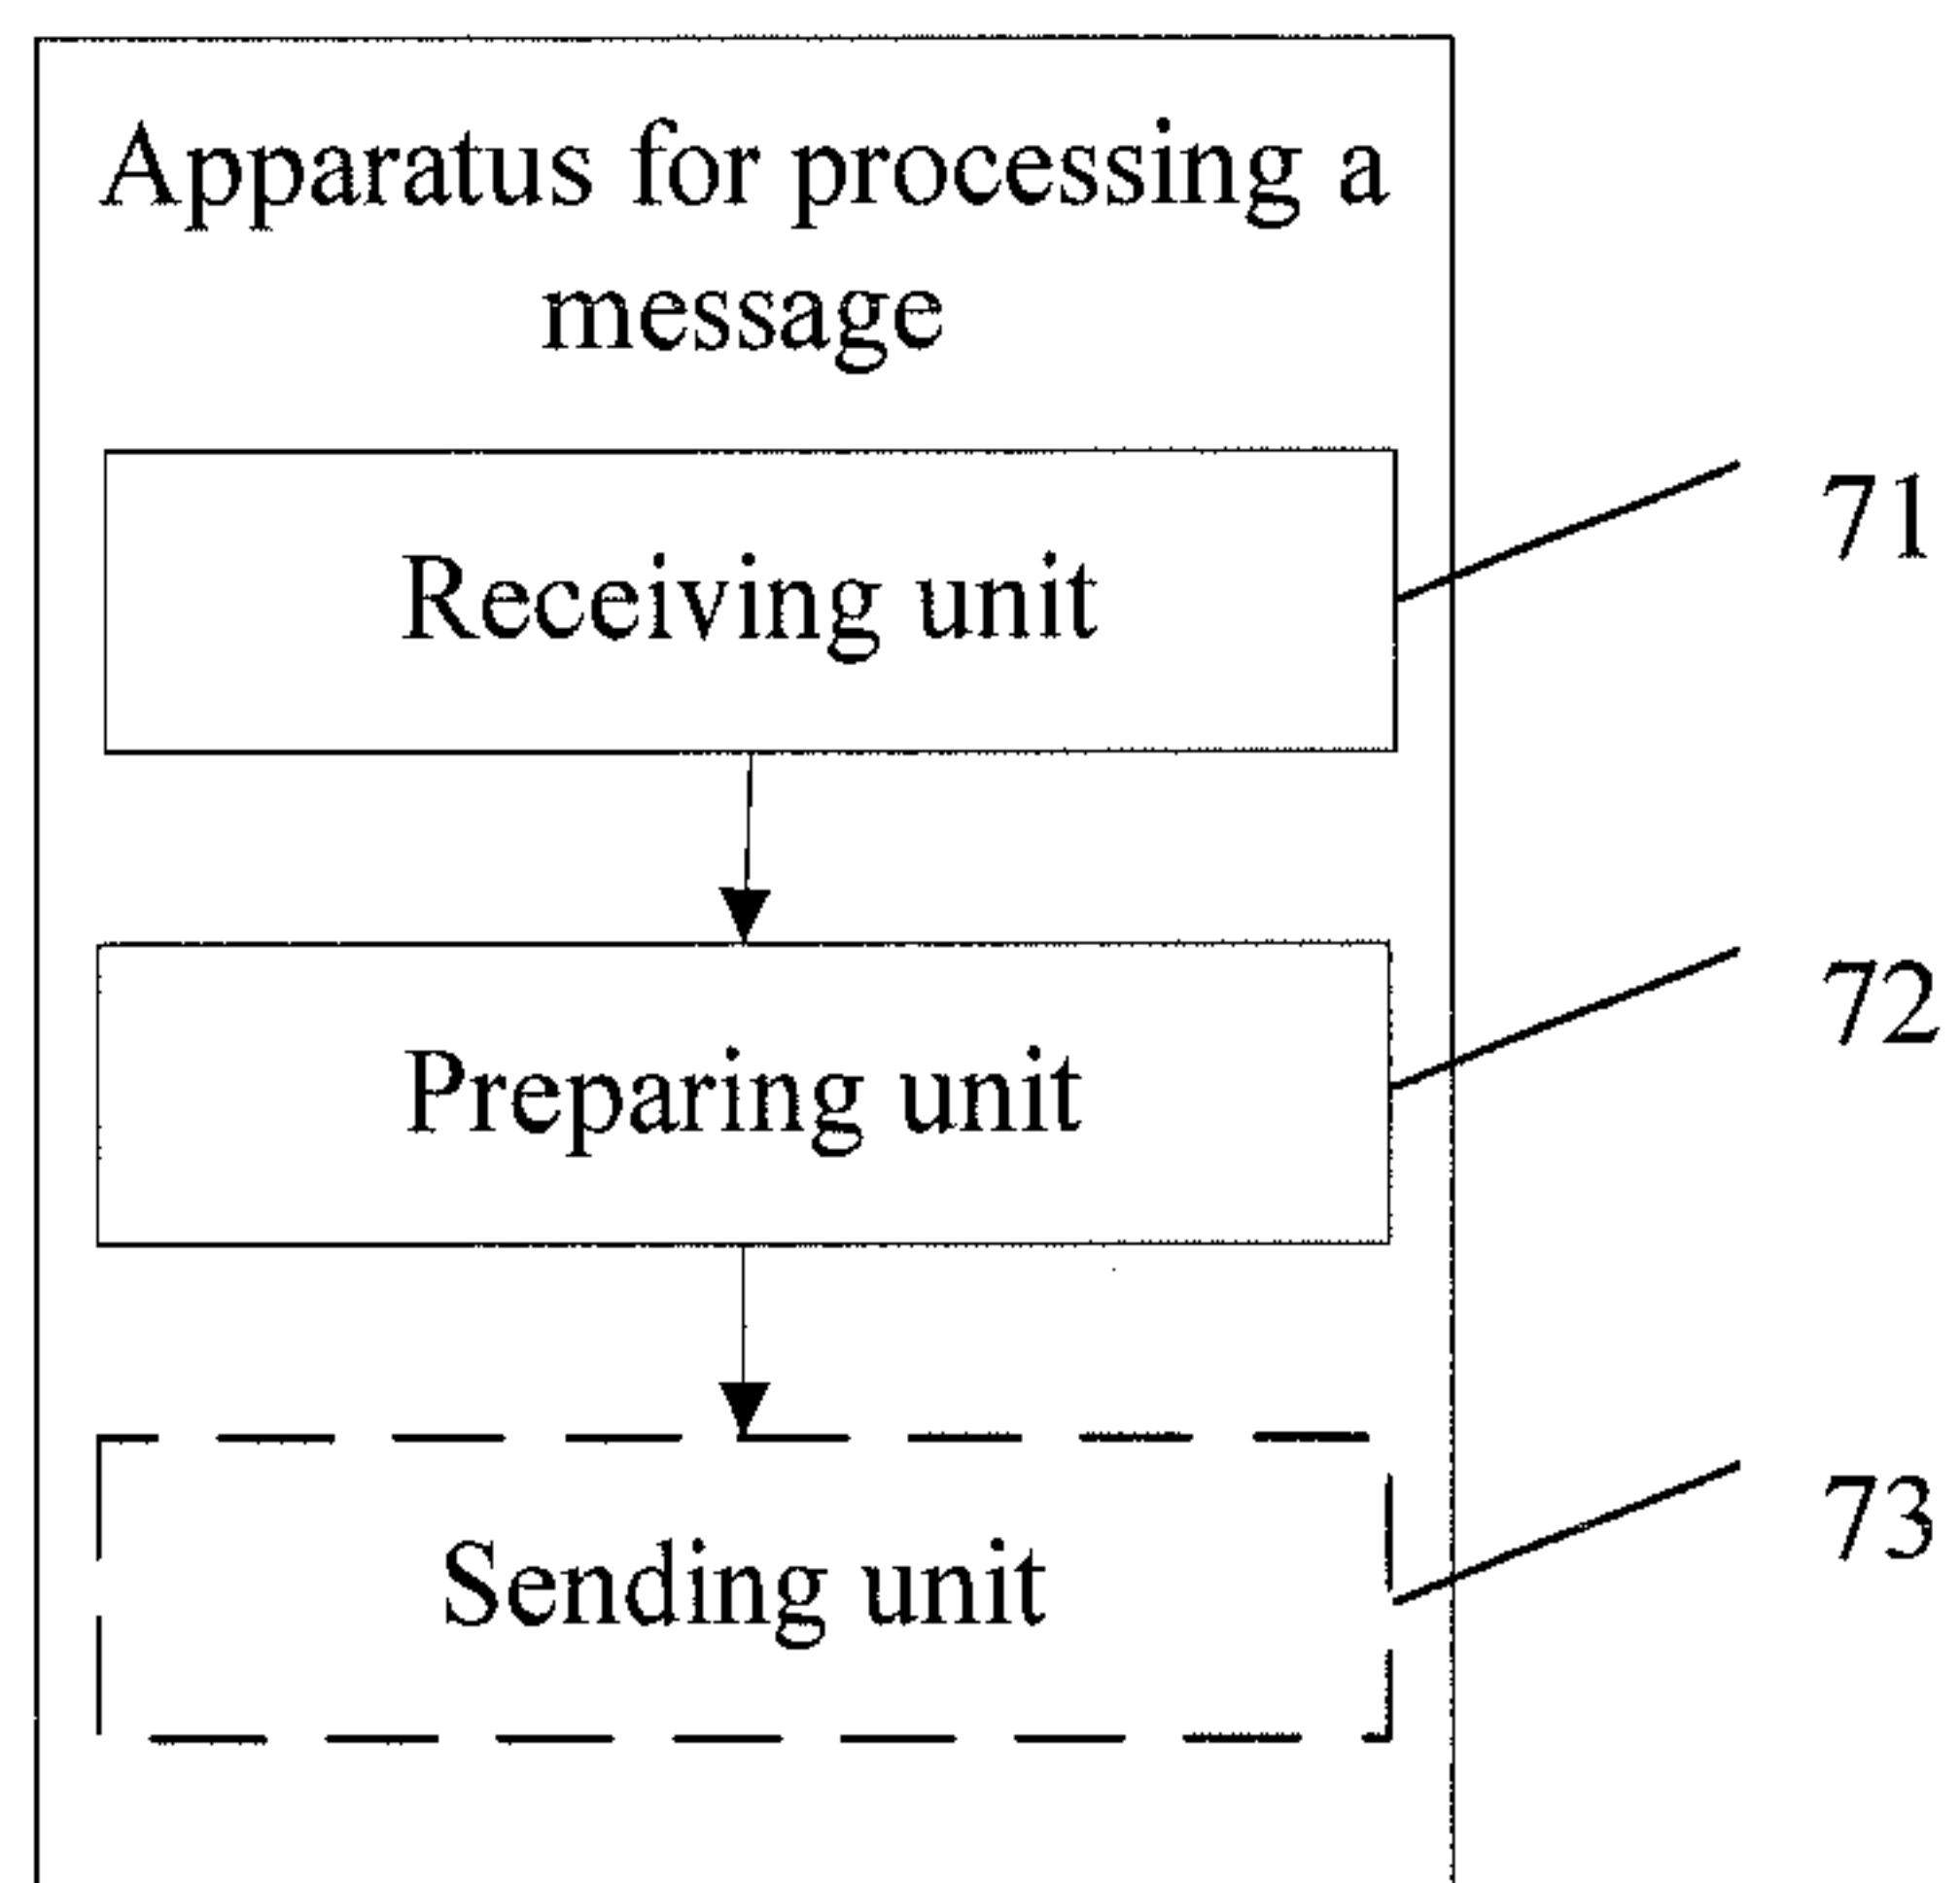 Apparatus for processing a
message
Receiving unit
71
Preparing unit
72
Sending unit
73